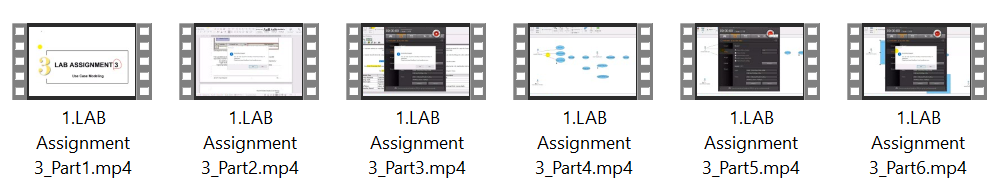 3 LAB ASSIGNMENT 3
Use Case Modeling
1.LAB
Assignment
3_Part1.mp4
1.LAB
Assignment
3_Part2.mp4
1.LAB
Assignment
3_Part3.mp4
1.LAB
Assignment
3_Part4.mp4
1.LAB
Assignment
3_Part5.mp4
1.LAB
Assignment
3_Part6.mp4